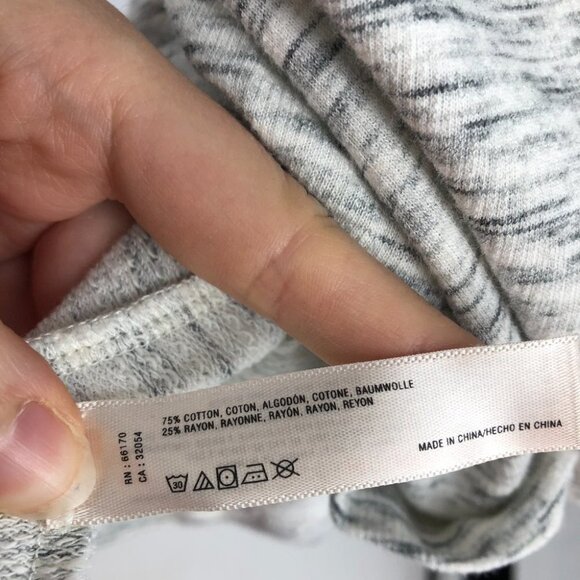 RN : 66170
CA : 32054
75% COTTON, COTON, ALGODÓN, COTONE, BAUMWOLLE
25% RAYON, RAYONNE, RAYÓN, RAYON, REYON
30
MADE IN CHINA/HECHO EN CHINA